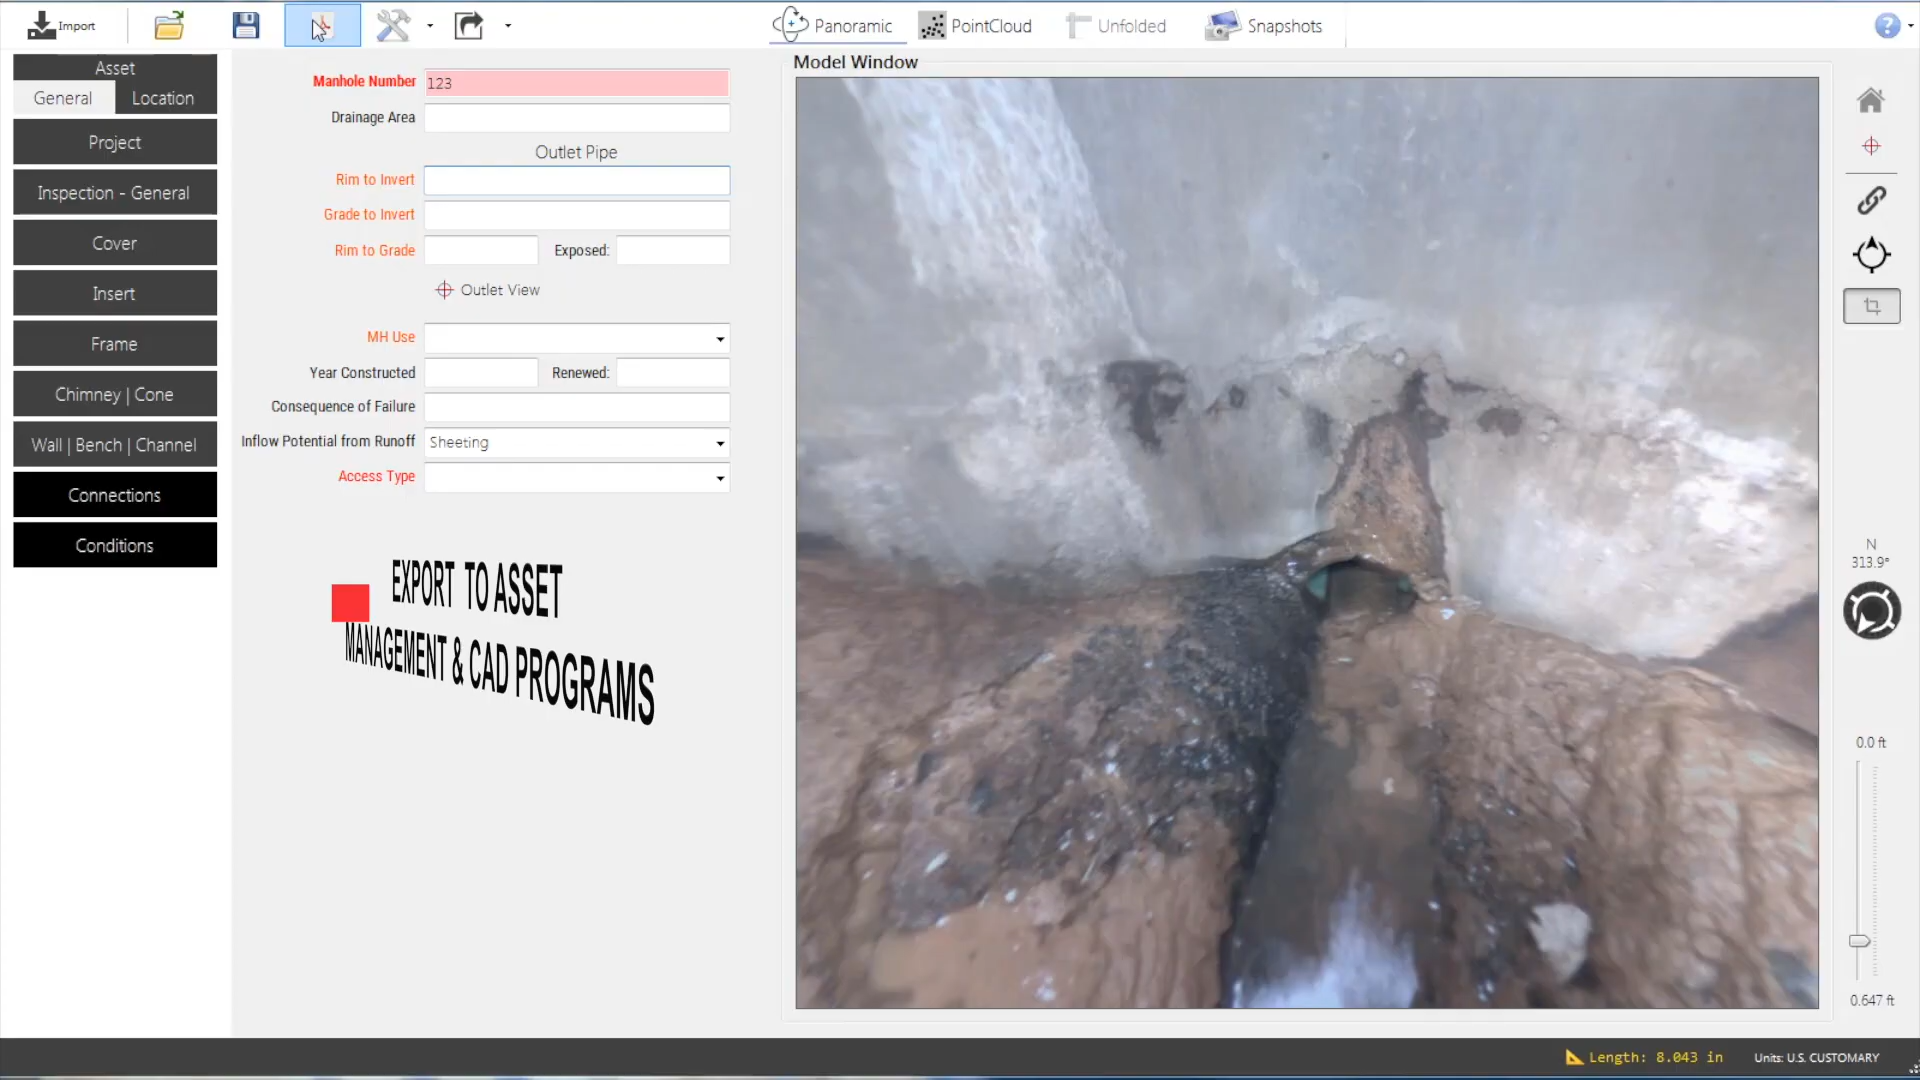 Import
Panoramic
PointCloud
Unfolded
Snapshots
?
Asset
General
Location
Project
Inspection - General
Cover
Insert
Frame
Chimney | Cone
Wall | Bench | Channel
Connections
Conditions
Manhole Number 123
Drainage Area
Outlet Pipe
Rim to Invert
Grade to Invert
Rim to Grade Exposed:
Outlet View
MH Use
Year Constructed Renewed:
Consequence of Failure
Inflow Potential from Runoff Sheeting
Access Type
EXPORT TO ASSET
MANAGEMENT & CAD PROGRAMS
Model Window
N
313.9°
0.0 ft
0.647 ft
Length: 8.043 in
Units: U.S. CUSTOMARY